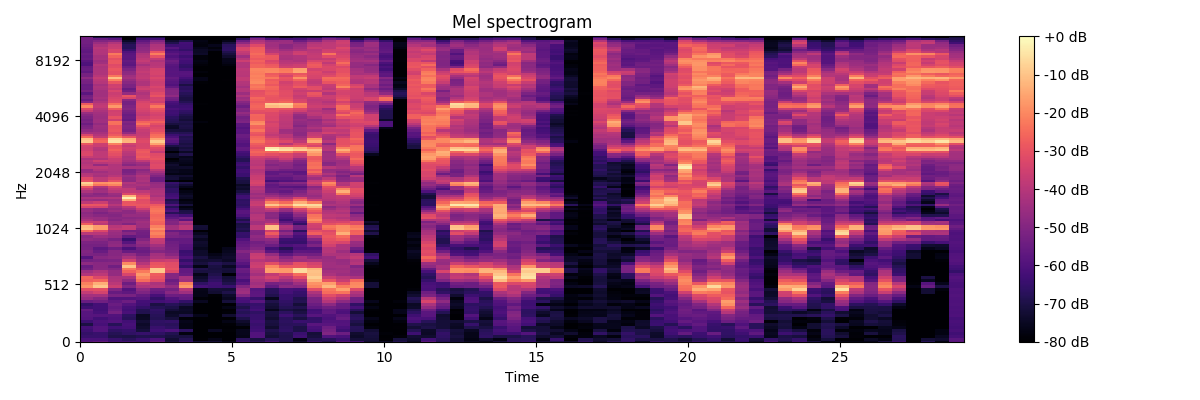 Mel spectrogram
8192
4096
2048
1024
512
0
Hz
0 5 10 15 20 25
Time
+0 dB
-10 dB
-20 dB
-30 dB
-40 dB
-50 dB
-60 dB
-70 dB
-80 dB